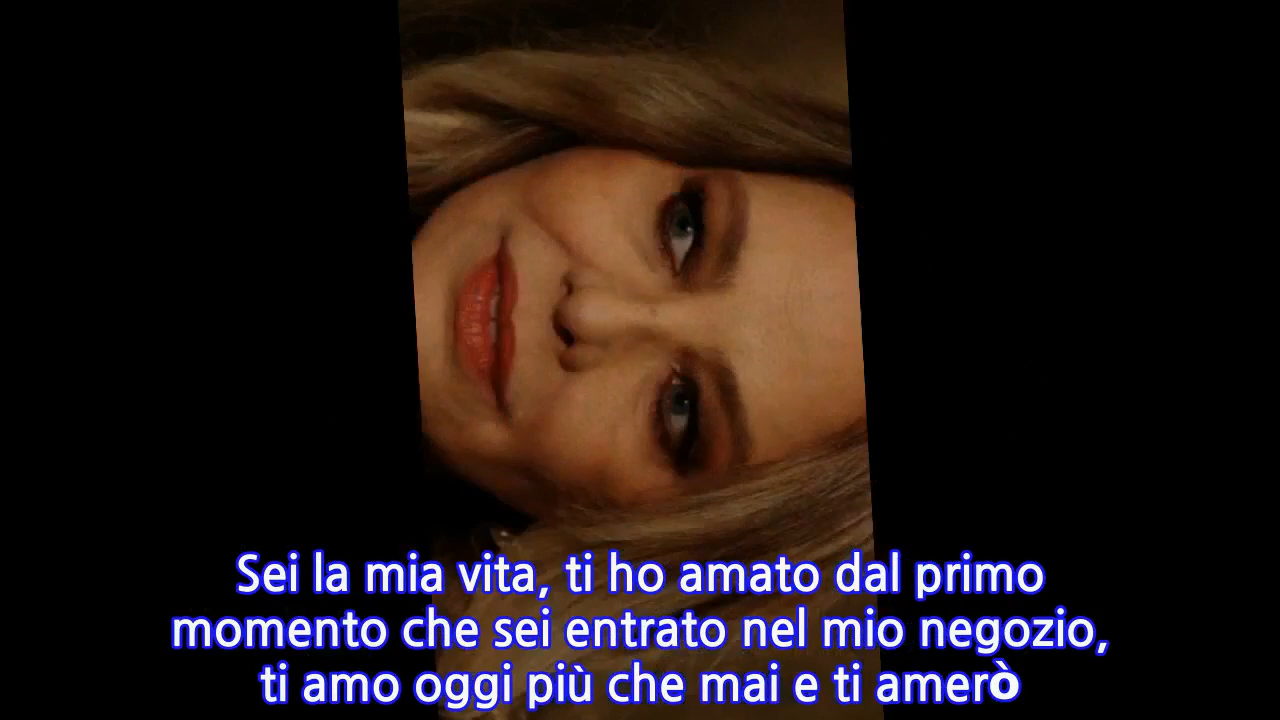 Sei la mia vita, ti ho amato dal primo
momento che sei entrato nel mio negozio,
ti amo oggi più che mai e ti amerò